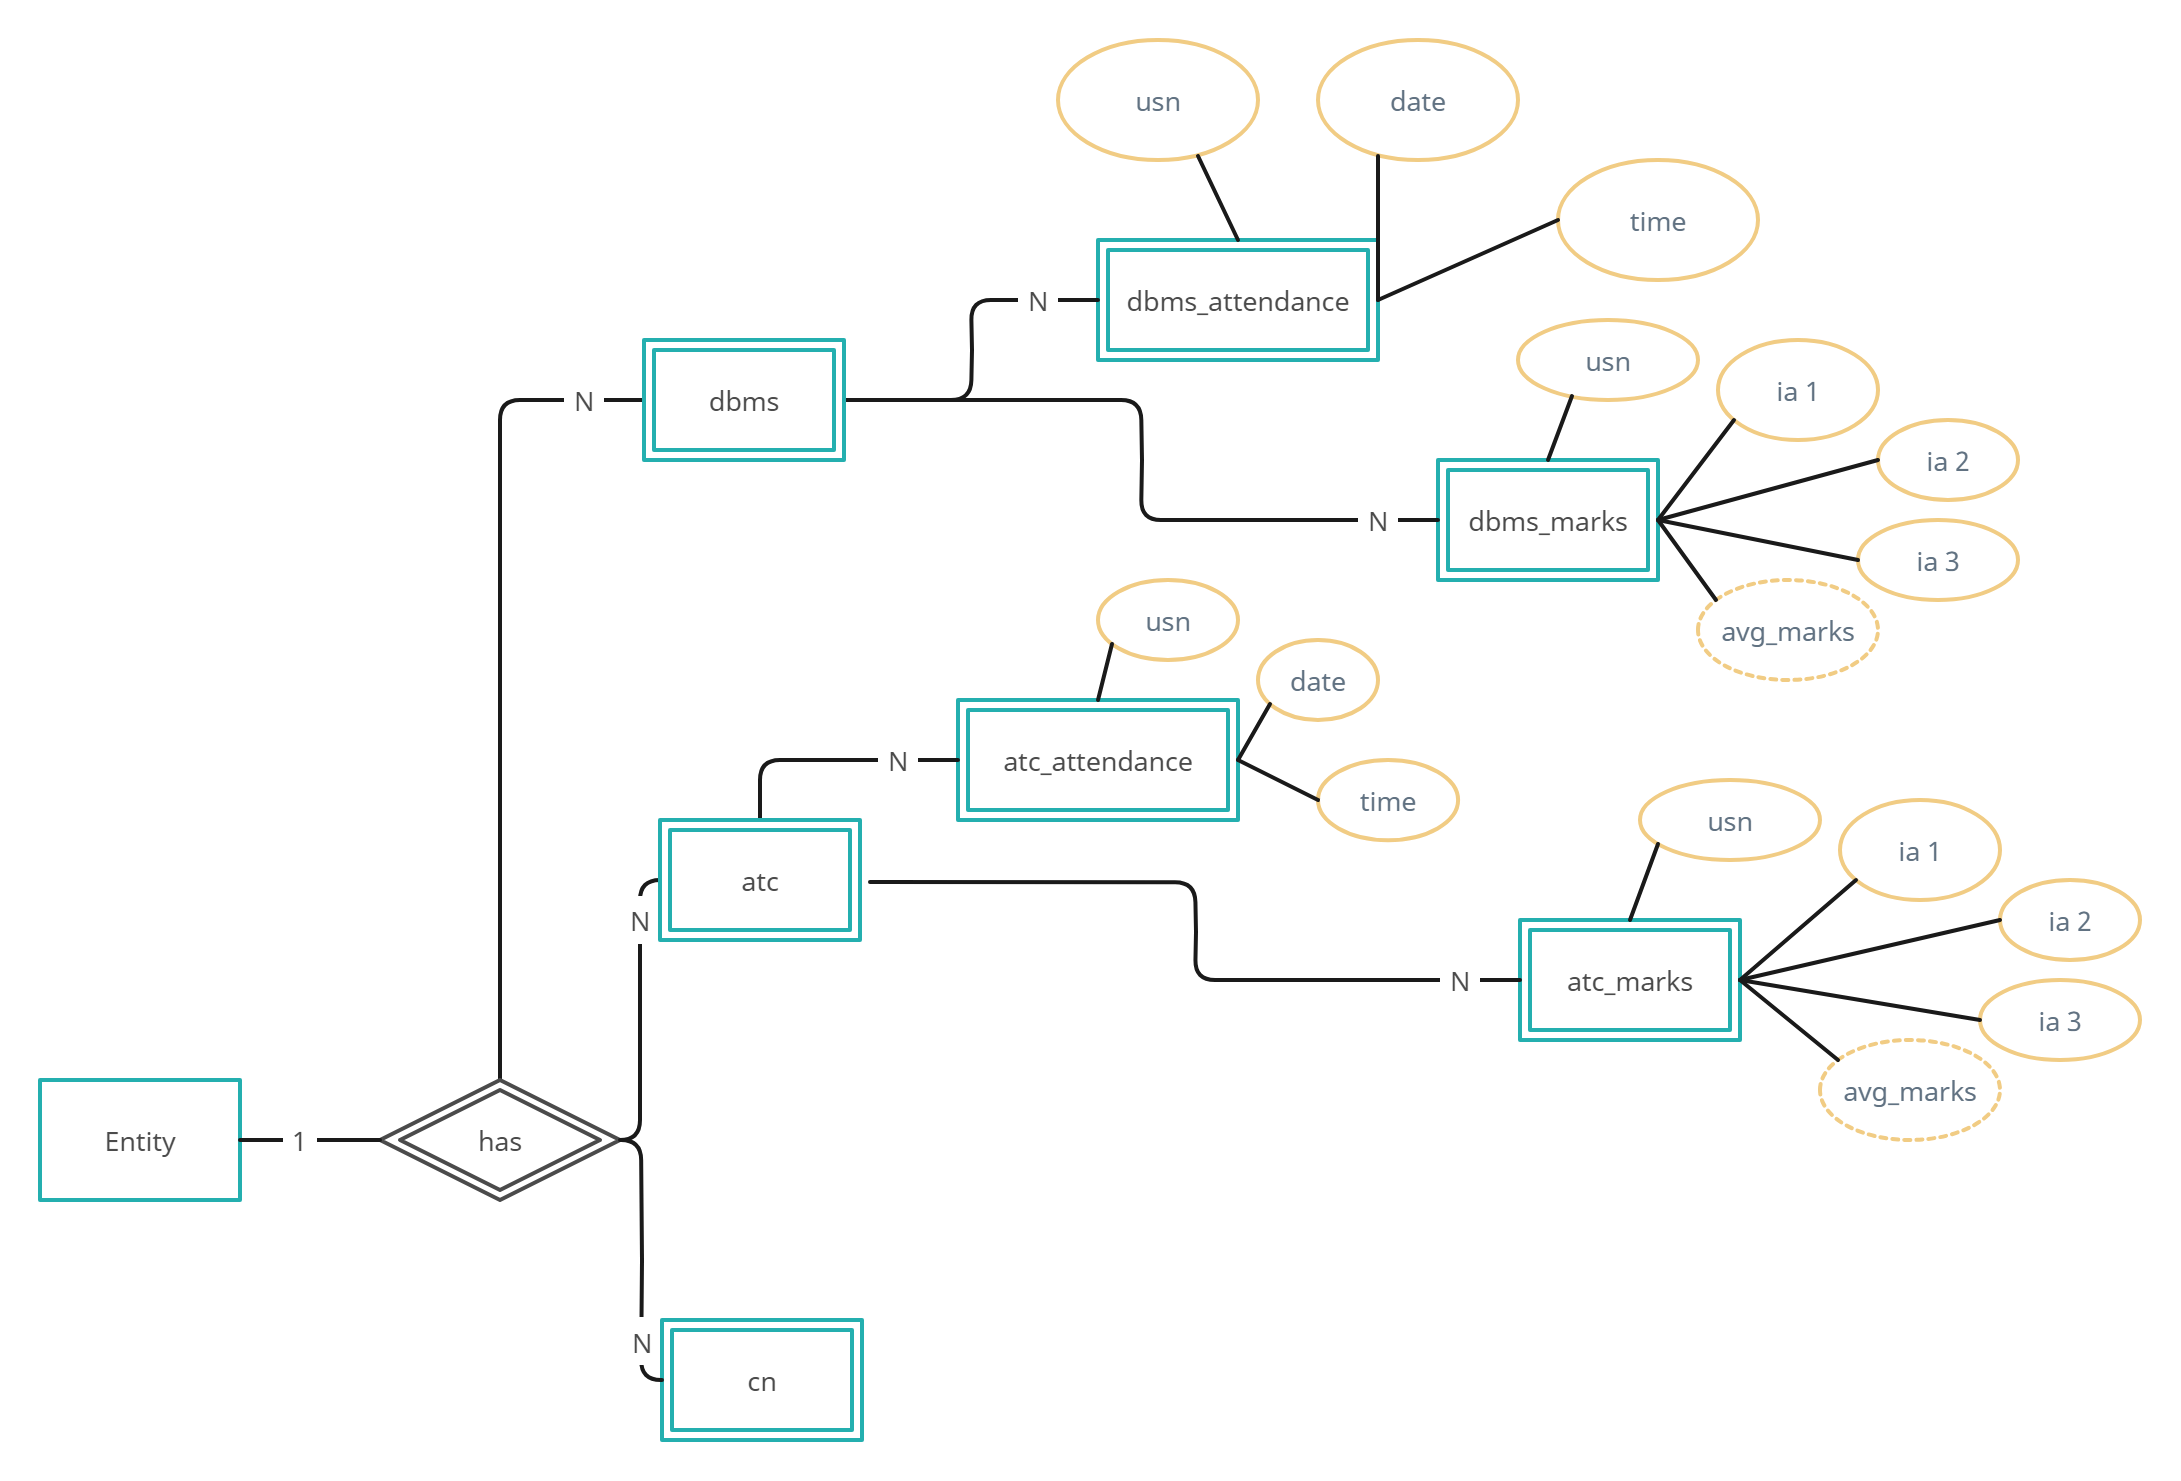 usn
date
time
dbms_attendance
N
usn
ia 1
dbms
N
ia 2
dbms_marks
N
ia 3
avg_marks
usn
date
atc_attendance
N
time
usn
ia 1
atc
N
ia 2
atc_marks
N
ia 3
avg_marks
Entity
1
has
N
cn